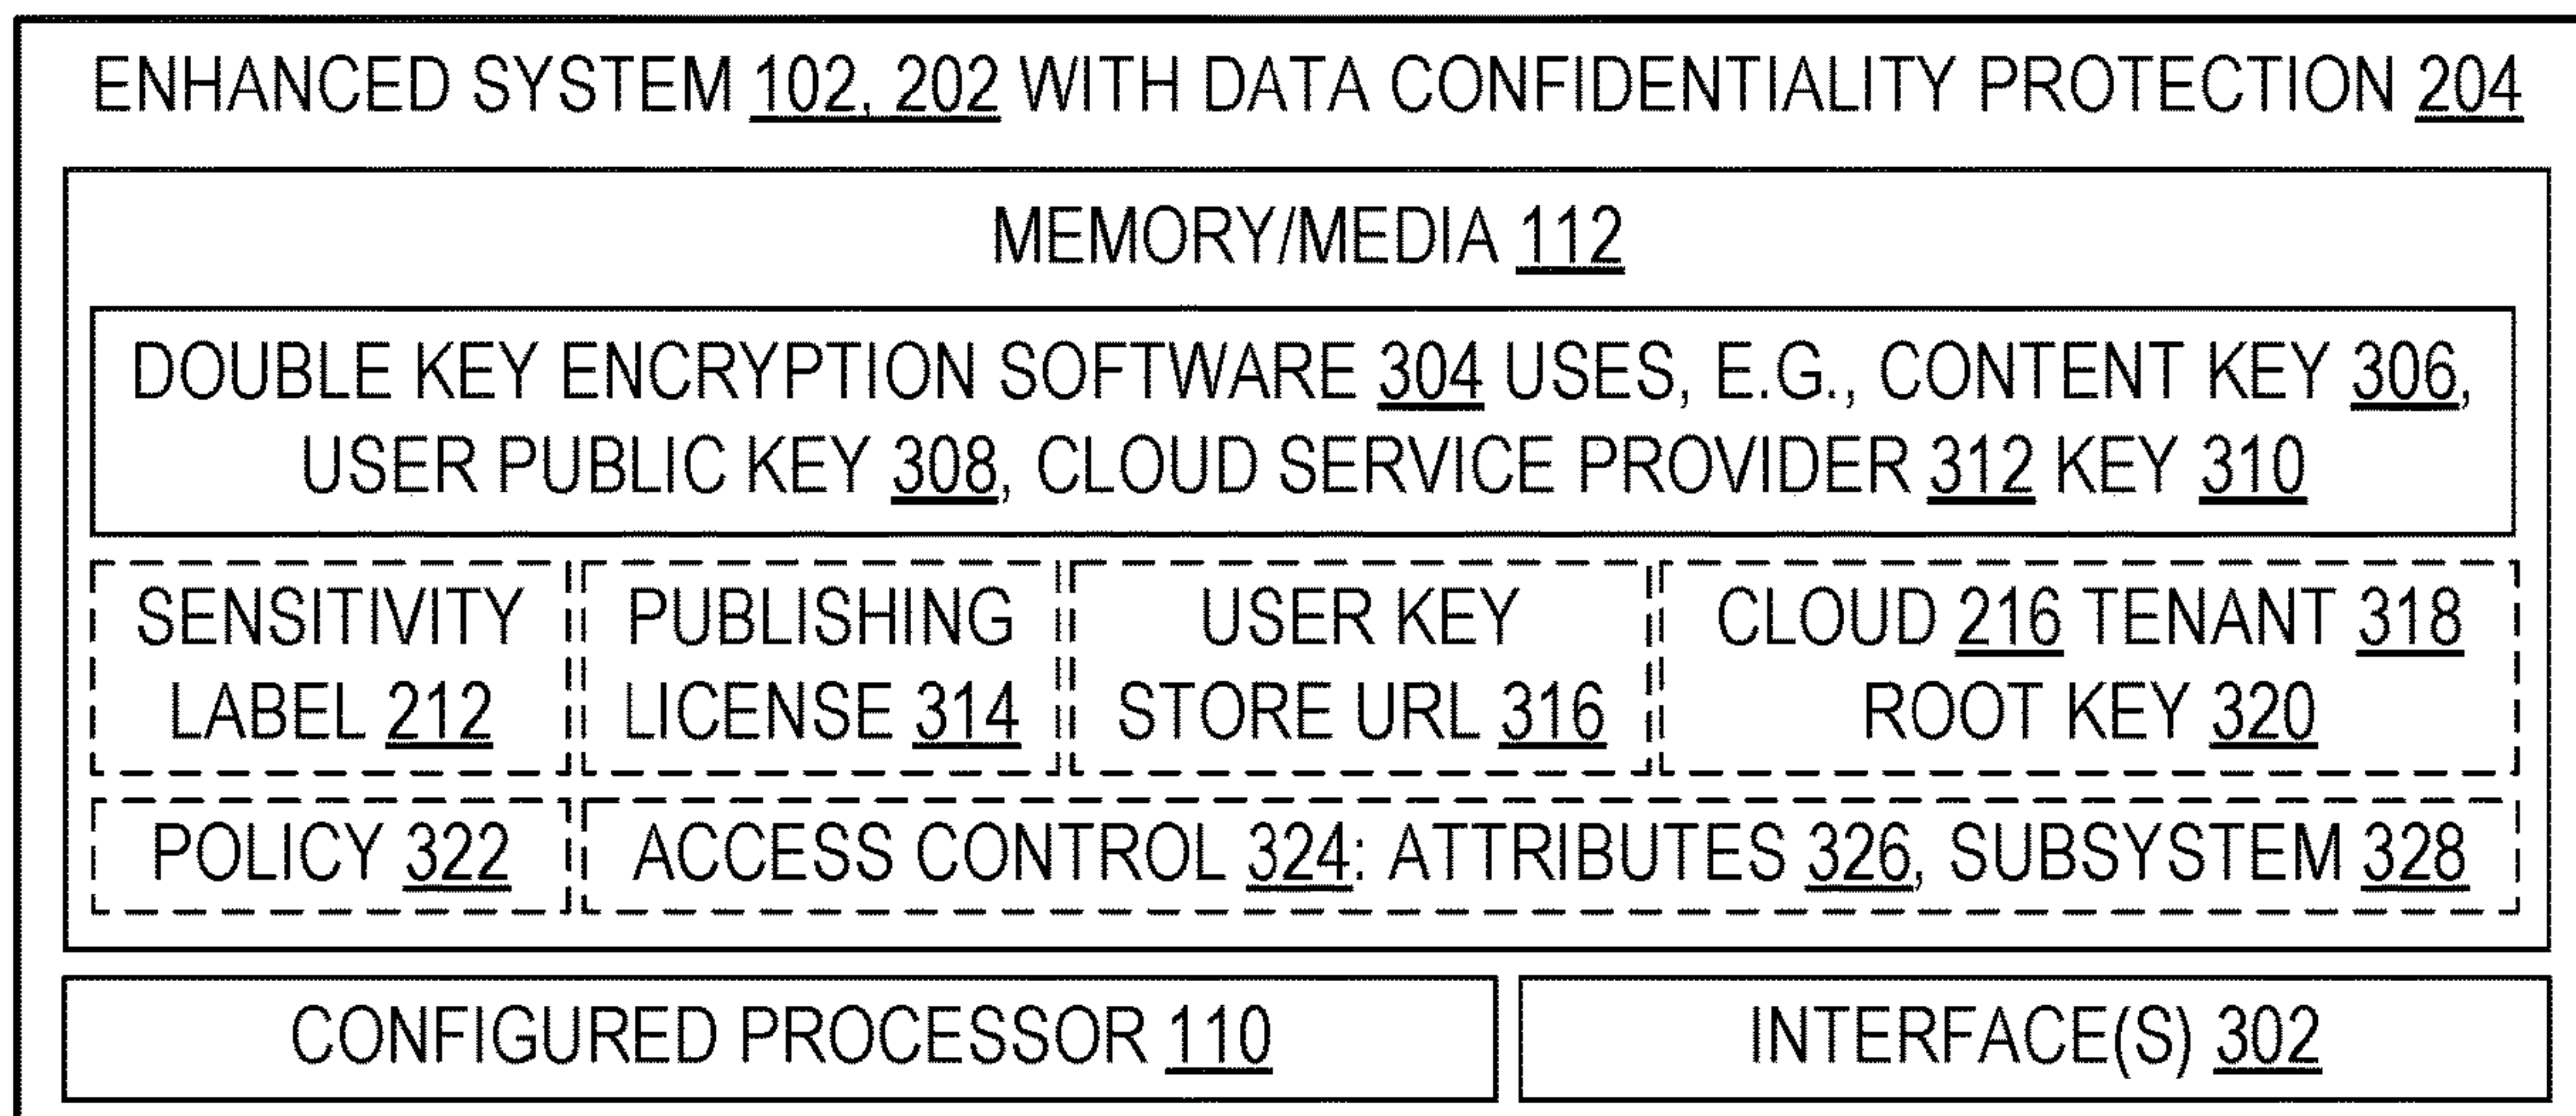 ENHANCED SYSTEM 102, 202 WITH DATA CONFIDENTIALITY PROTECTION 204
MEMORY/MEDIA 112
DOUBLE KEY ENCRYPTION SOFTWARE 304 USES, E.G., CONTENT KEY 306,
USER PUBLIC KEY 308, CLOUD SERVICE PROVIDER 312 KEY 310
SENSITIVITY
LABEL 212
PUBLISHING
LICENSE 314
USER KEY
STORE URL 316
CLOUD 216 TENANT 318
ROOT KEY 320
POLICY 322
ACCESS CONTROL 324: ATTRIBUTES 326, SUBSYSTEM 328
CONFIGURED PROCESSOR 110
INTERFACE(S) 302